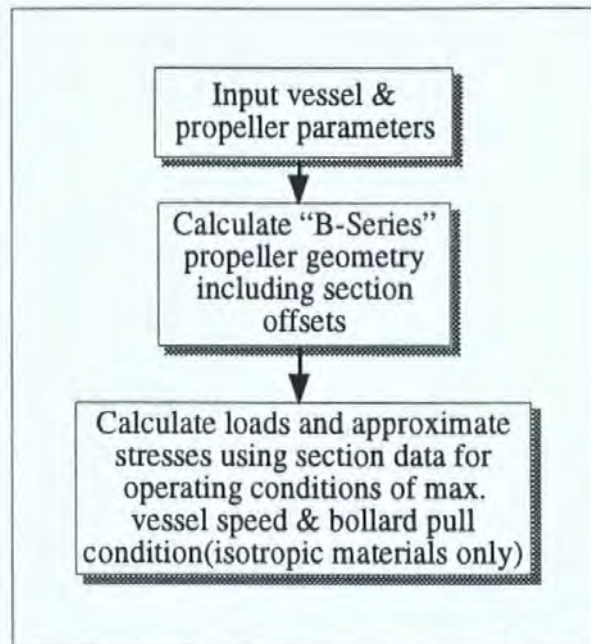 Input vessel &
propeller parameters
Calculate “B-Series”
propeller geometry
including section
offsets
Calculate loads and approximate
stresses using section data for
operating conditions of max.
vessel speed & bollard pull
condition(isotropic materials only)